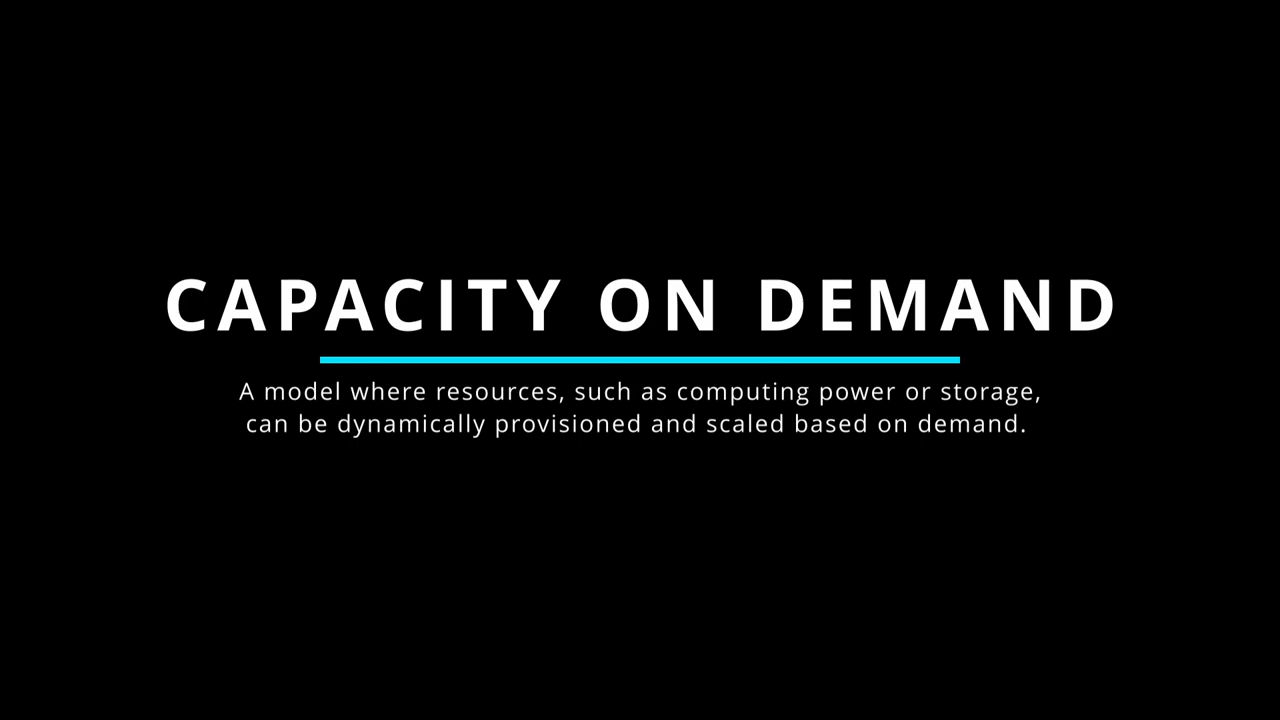 CAPACITY ON DEMAND
A model where resources, such as computing power or storage,
can be dynamically provisioned and scaled based on demand.